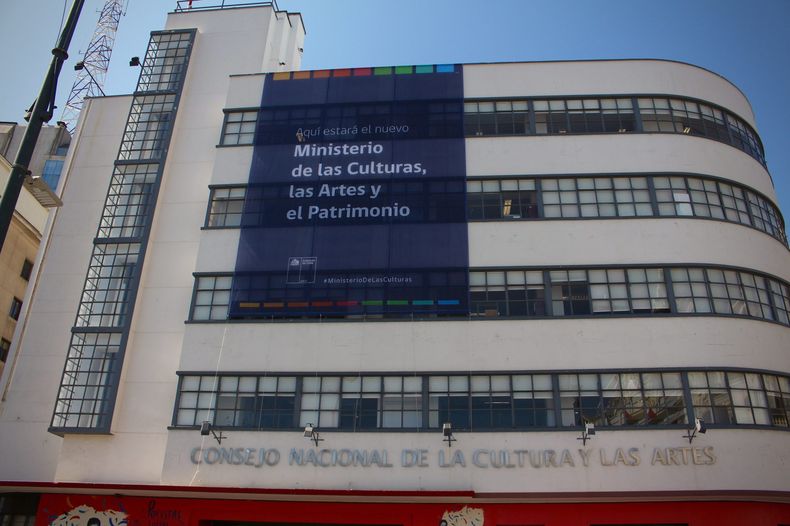 Aquí estará el nuevo
Ministerio
de las Culturas,
las Artes y
el Patrimonio
#MinisterioDeLasCulturas
CONSEJO NACIONAL DE LA CULTURA Y LAS ARTES